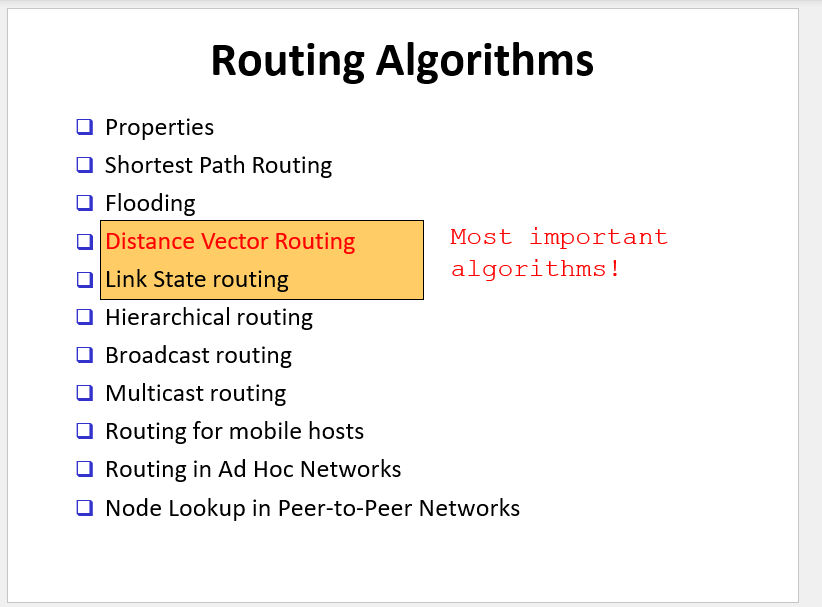 Routing Algorithms
Properties
Shortest Path Routing
Flooding
Distance Vector Routing
Link State routing
Most important
algorithms!
Hierarchical routing
Broadcast routing
Multicast routing
Routing for mobile hosts
Routing in Ad Hoc Networks
Node Lookup in Peer-to-Peer Networks